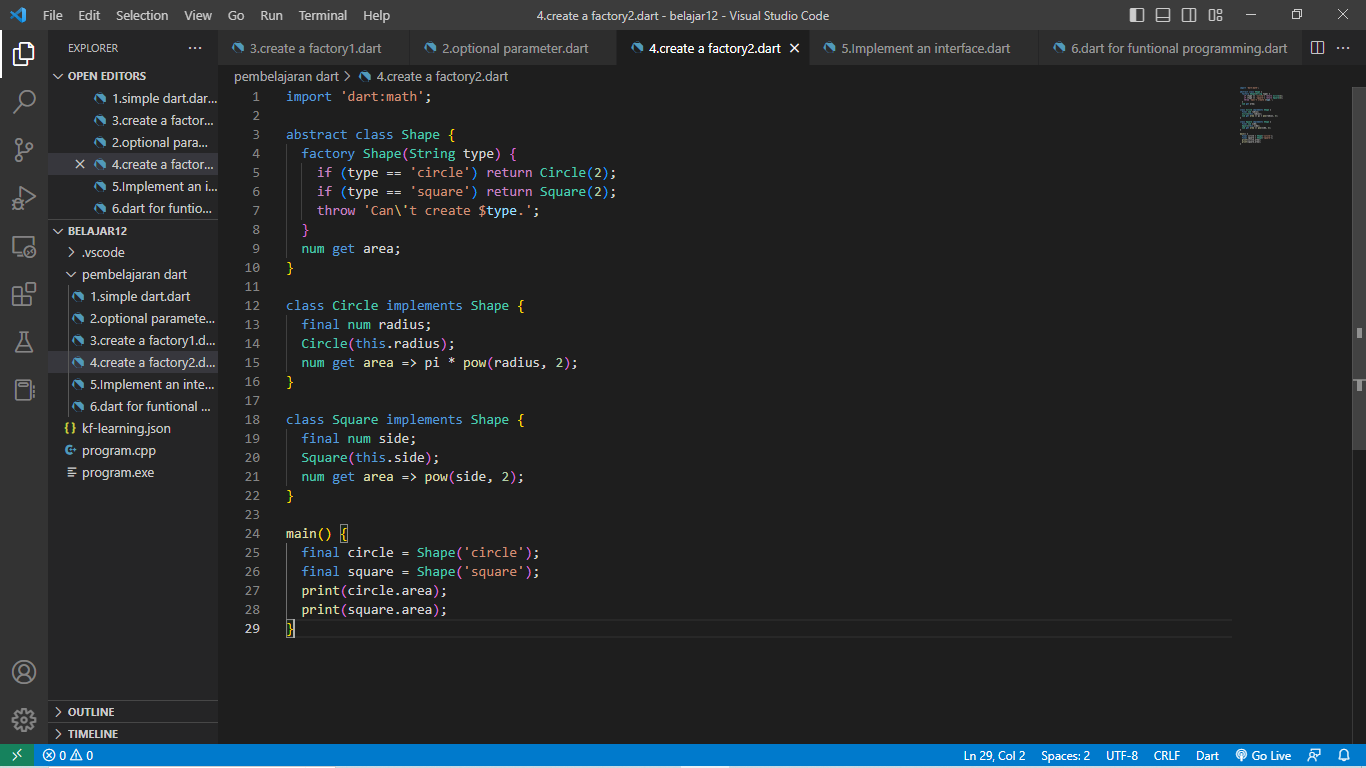 File Edit Selection View Go Run Terminal Help
4.create a factory2.dart - belajar12 - Visual Studio Code
EXPLORER
OPEN EDITORS
1.simple dart.dar...
3.create a factor...
2.optional para...
4.create a factor...
5.Implement an i...
6.dart for funtio...
BELAJAR12
.vscode
pembelajaran dart
1.simple dart.dart
2.optional paramete...
3.create a factory1.d...
4.create a factory2.d...
5.Implement an inte...
6.dart for funtional ...
kf-learning.json
program.cpp
program.exe
OUTLINE
TIMELINE
3.create a factory1.dart 2.optional parameter.dart 4.create a factory2.dart 5.Implement an interface.dart 6.dart for funtional programming.dart
pembelajaran dart > 4.create a factory2.dart
1 import 'dart:math';
2
3 abstract class Shape {
4 factory Shape(String type) {
5 if (type == 'circle') return Circle(2);
6 if (type == 'square') return Square(2);
7 throw 'Can\'t create $type.';
8 }
9 num get area;
10 }
11
12 class Circle implements Shape {
13 final num radius;
14 Circle(this.radius);
15 num get area => pi * pow(radius, 2);
16 }
17
18 class Square implements Shape {
19 final num side;
20 Square(this.side);
21 num get area => pow(side, 2);
22 }
23
24 main() {
25 final circle = Shape('circle');
26 final square = Shape('square');
27 print(circle.area);
28 print(square.area);
29 }
0 0 Ln 29, Col 2 Spaces: 2 UTF-8 CRLF Dart Go Live